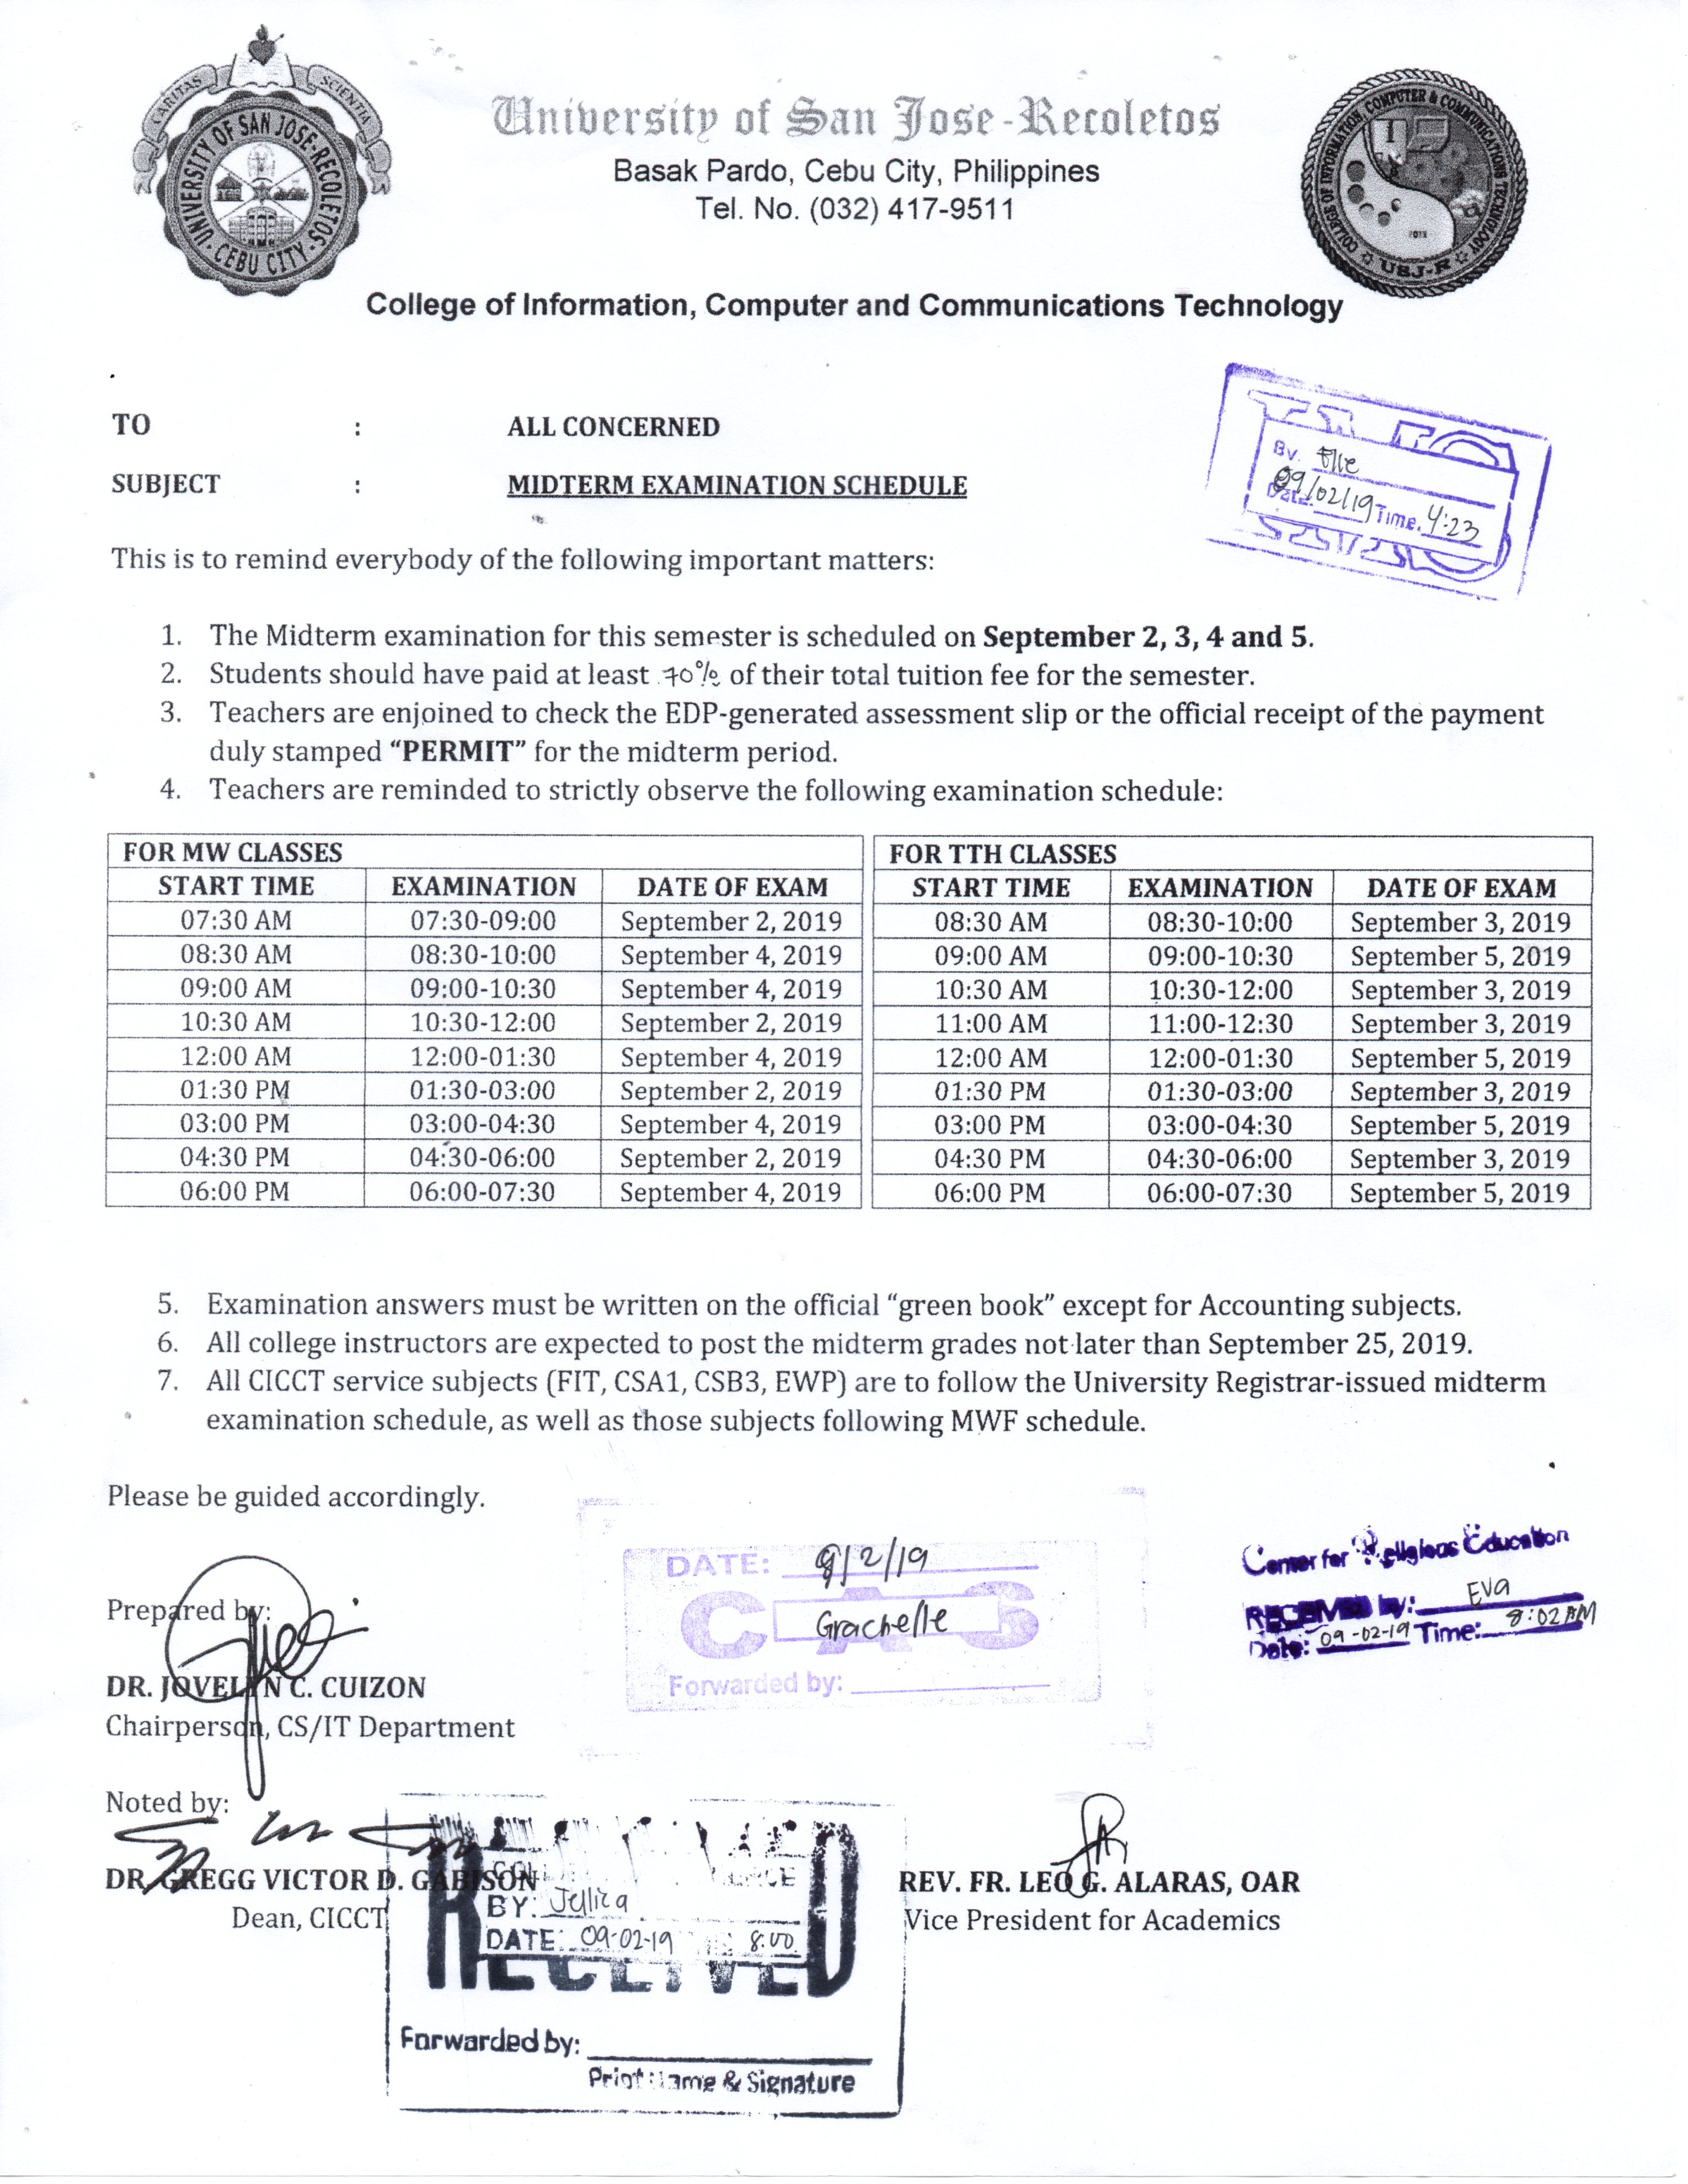 CARITAS SCIENTIA
UNIVERSITY OF SAN JOSE-RECOLETOS
CEBU CITY
University of San Jose-Recoletos
Basak Pardo, Cebu City, Philippines
Tel. No. (032) 417-9511
COLLEGE OF INFORMATION, COMPUTER & COMMUNICATIONS TECHNOLOGY
USJ-R
College of Information, Computer and Communications Technology
TO : ALL CONCERNED
SUBJECT : MIDTERM EXAMINATION SCHEDULE
By.
Date: 09/02/19 Time. 4:23
This is to remind everybody of the following important matters:
1. The Midterm examination for this semester is scheduled on September 2, 3, 4 and 5.
2. Students should have paid at least 70% of their total tuition fee for the semester.
3. Teachers are enjoined to check the EDP-generated assessment slip or the official receipt of the payment
duly stamped “PERMIT” for the midterm period.
4. Teachers are reminded to strictly observe the following examination schedule:
FOR MW CLASSES FOR TTH CLASSES
START TIME EXAMINATION DATE OF EXAM START TIME EXAMINATION DATE OF EXAM
07:30 AM 07:30-09:00 September 2, 2019 08:30 AM 08:30-10:00 September 3, 2019
08:30 AM 08:30-10:00 September 4, 2019 09:00 AM 09:00-10:30 September 5, 2019
09:00 AM 09:00-10:30 September 4, 2019 10:30 AM 10:30-12:00 September 3, 2019
10:30 AM 10:30-12:00 September 2, 2019 11:00 AM 11:00-12:30 September 3, 2019
12:00 AM 12:00-01:30 September 4, 2019 12:00 AM 12:00-01:30 September 5, 2019
01:30 PM 01:30-03:00 September 2, 2019 01:30 PM 01:30-03:00 September 3, 2019
03:00 PM 03:00-04:30 September 4, 2019 03:00 PM 03:00-04:30 September 5, 2019
04:30 PM 04:30-06:00 September 2, 2019 04:30 PM 04:30-06:00 September 3, 2019
06:00 PM 06:00-07:30 September 4, 2019 06:00 PM 06:00-07:30 September 5, 2019
5. Examination answers must be written on the official “green book” except for Accounting subjects.
6. All college instructors are expected to post the midterm grades not later than September 25, 2019.
7. All CICCT service subjects (FIT, CSA1, CSB3, EWP) are to follow the University Registrar-issued midterm
examination schedule, as well as those subjects following MWF schedule.
Please be guided accordingly.
DATE: 9/2/19
CAS
Grachelle
Forwarded by:
Center for Religious Education
RECEIVED by: Eva
Date: 09-02-19 Time: 8:02AM
Prepared by:
DR. JOVELYN C. CUIZON
Chairperson, CS/IT Department
Noted by:
DR. GREGG VICTOR D. GABISON
Dean, CICCT
REV. FR. LEO G. ALARAS, OAR
Vice President for Academics
BY: Jellica
DATE: 09-02-19 8:00
RECEIVED
Forwarded by:
Print Name & Signature